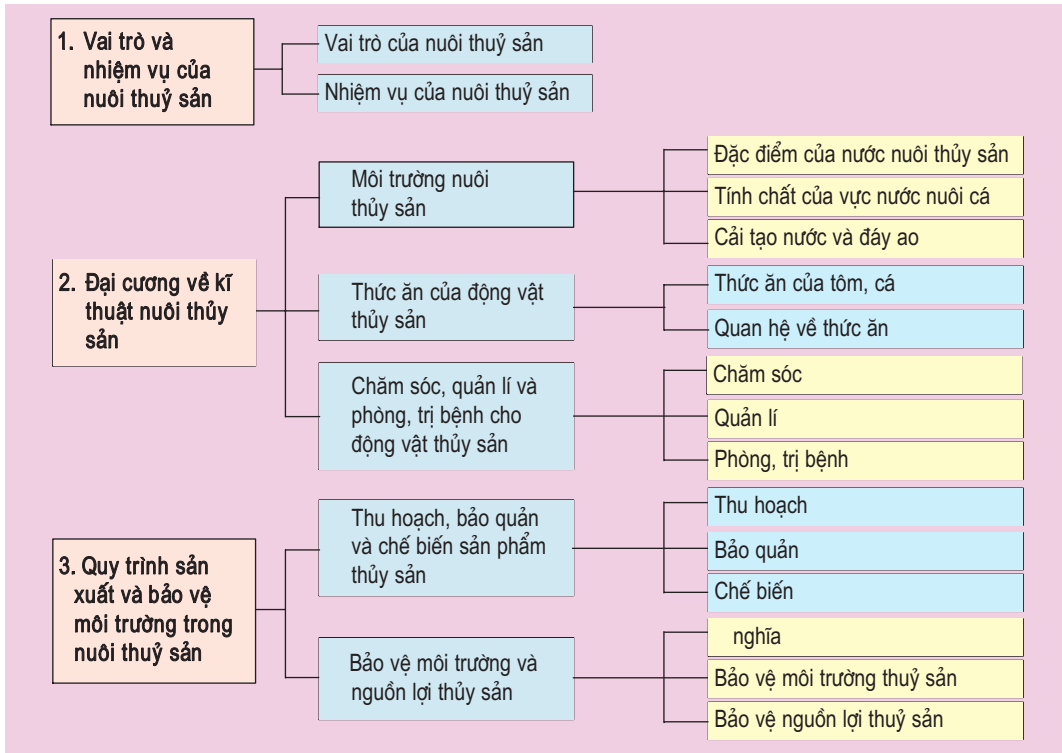 1. Vai trò và
nhiệm vụ của
nuôi thuỷ sản
Vai trò của nuôi thuỷ sản
Nhiệm vụ của nuôi thuỷ sản
2. Đại cương về kĩ
thuật nuôi thủy
sản
Môi trường nuôi
thủy sản
Đặc điểm của nước nuôi thủy sản
Tính chất của vực nước nuôi cá
Cải tạo nước và đáy ao
Thức ăn của động vật
thủy sản
Thức ăn của tôm, cá
Quan hệ về thức ăn
Chăm sóc, quản lí và
phòng, trị bệnh cho
động vật thủy sản
Chăm sóc
Quản lí
Phòng, trị bệnh
3. Quy trình sản
xuất và bảo vệ
môi trường trong
nuôi thuỷ sản
Thu hoạch, bảo quản
và chế biến sản phẩm
thủy sản
Thu hoạch
Bảo quản
Chế biến
Bảo vệ môi trường và
nguồn lợi thủy sản
nghĩa
Bảo vệ môi trường thuỷ sản
Bảo vệ nguồn lợi thuỷ sản